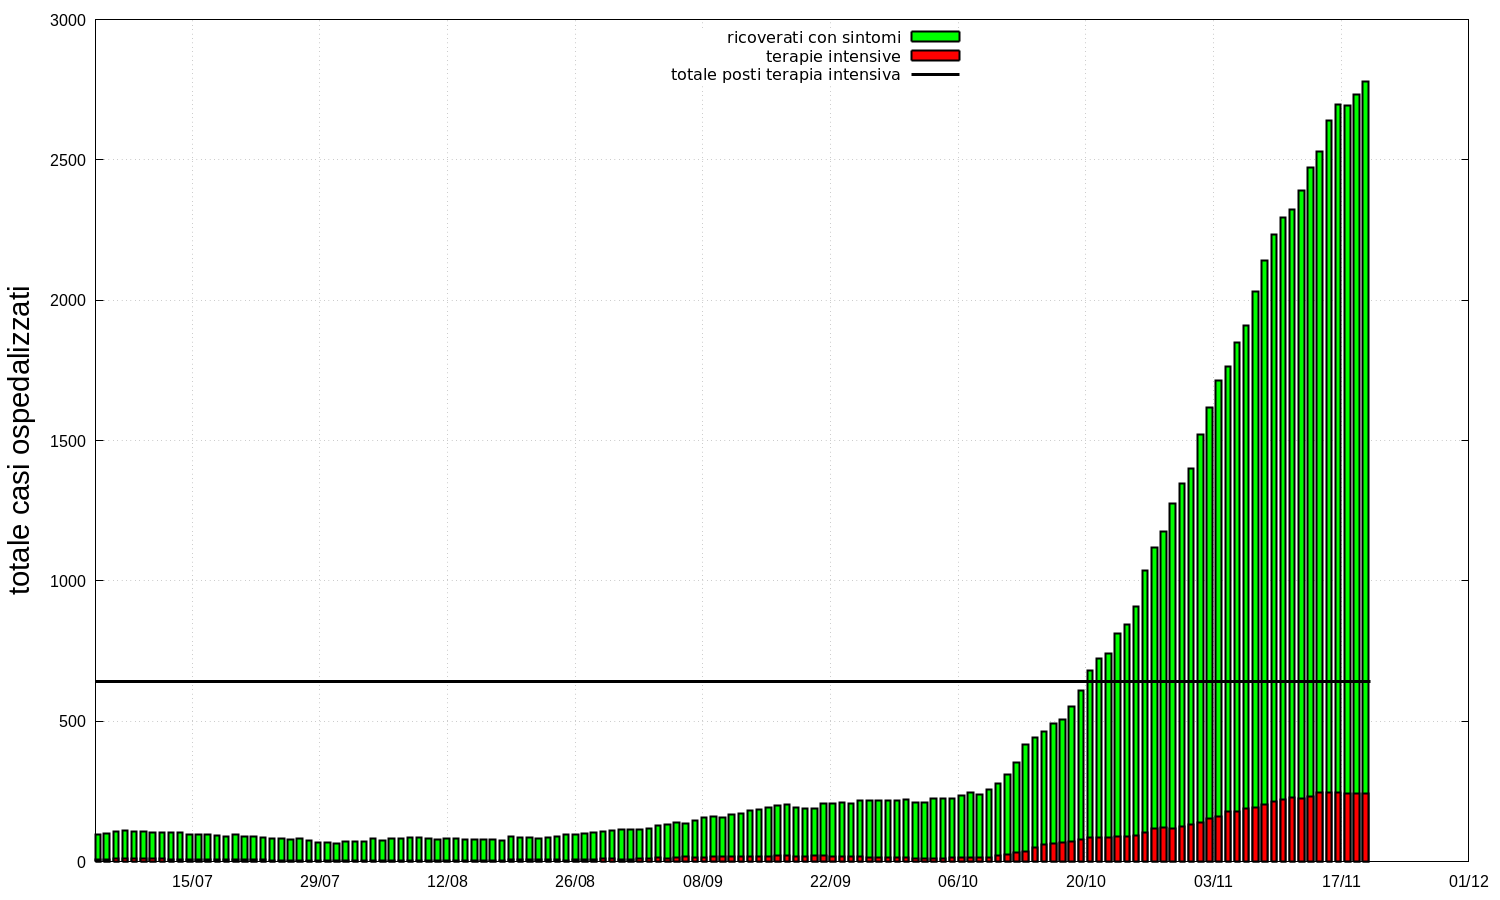 3000
2500
2000
1500
1000
500
0
totale casi ospedalizzati
ricoverati con sintomi
terapie intensive
totale posti terapia intensiva
15/07 29/07 12/08 26/08 08/09 22/09 06/10 20/10 03/11 17/11 01/12